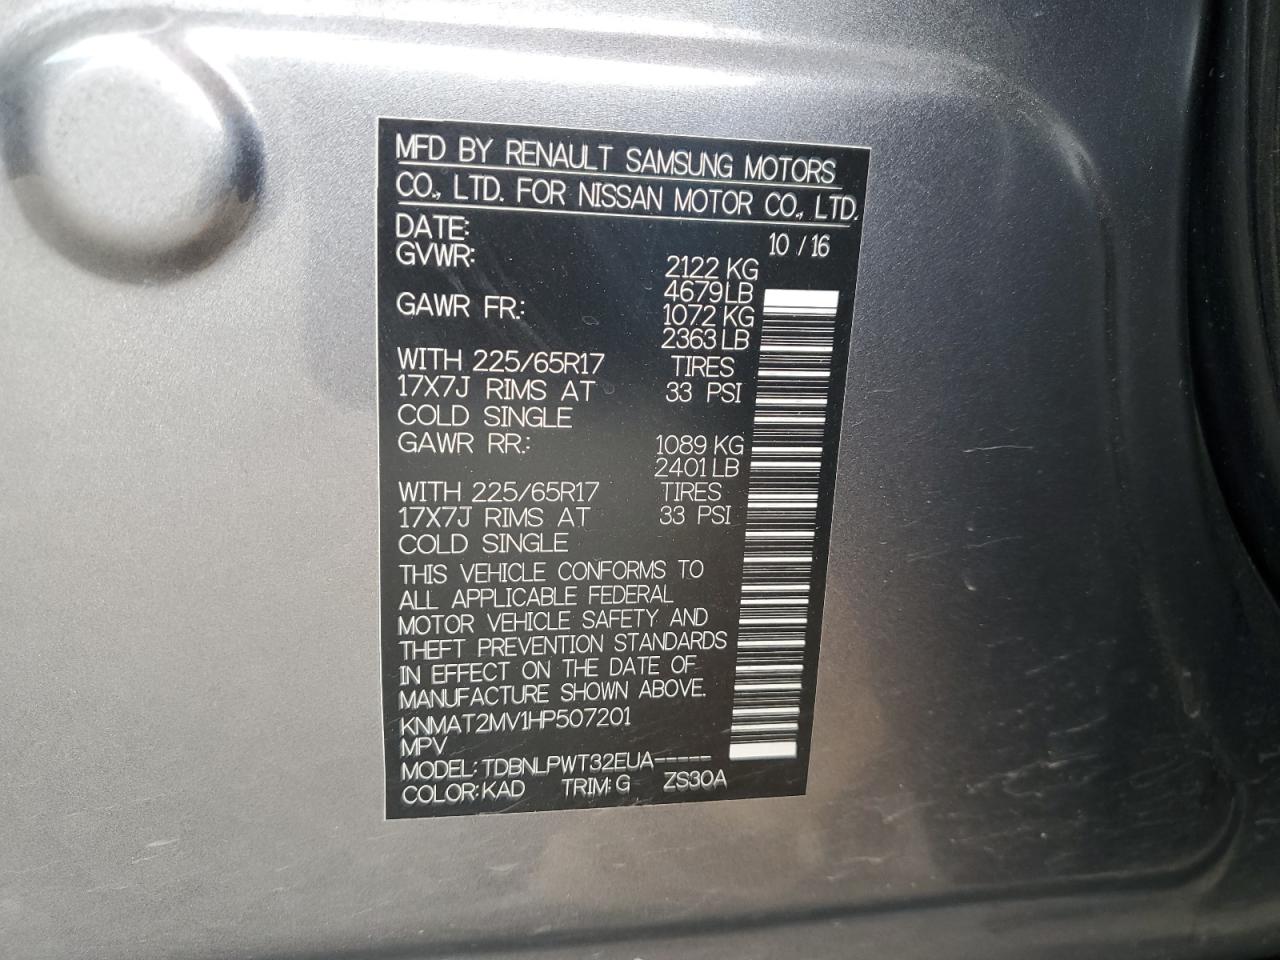 MFD BY RENAULT SAMSUNG MOTORS
CO., LTD. FOR NISSAN MOTOR CO., LTD.
DATE: 10 / 16
GVWR: 2122 KG
4679 LB
GAWR FR.: 1072 KG
2363 LB
WITH 225/65R17 TIRES
17X7J RIMS AT 33 PSI
COLD SINGLE
GAWR RR.: 1089 KG
2401 LB
WITH 225/65R17 TIRES
17X7J RIMS AT 33 PSI
COLD SINGLE
THIS VEHICLE CONFORMS TO
ALL APPLICABLE FEDERAL
MOTOR VEHICLE SAFETY AND
THEFT PREVENTION STANDARDS
IN EFFECT ON THE DATE OF
MANUFACTURE SHOWN ABOVE.
KNMAT2MV1HP507201
MPV
MODEL: TDBNLPWT32EUA-----
COLOR: KAD TRIM: G ZS30A